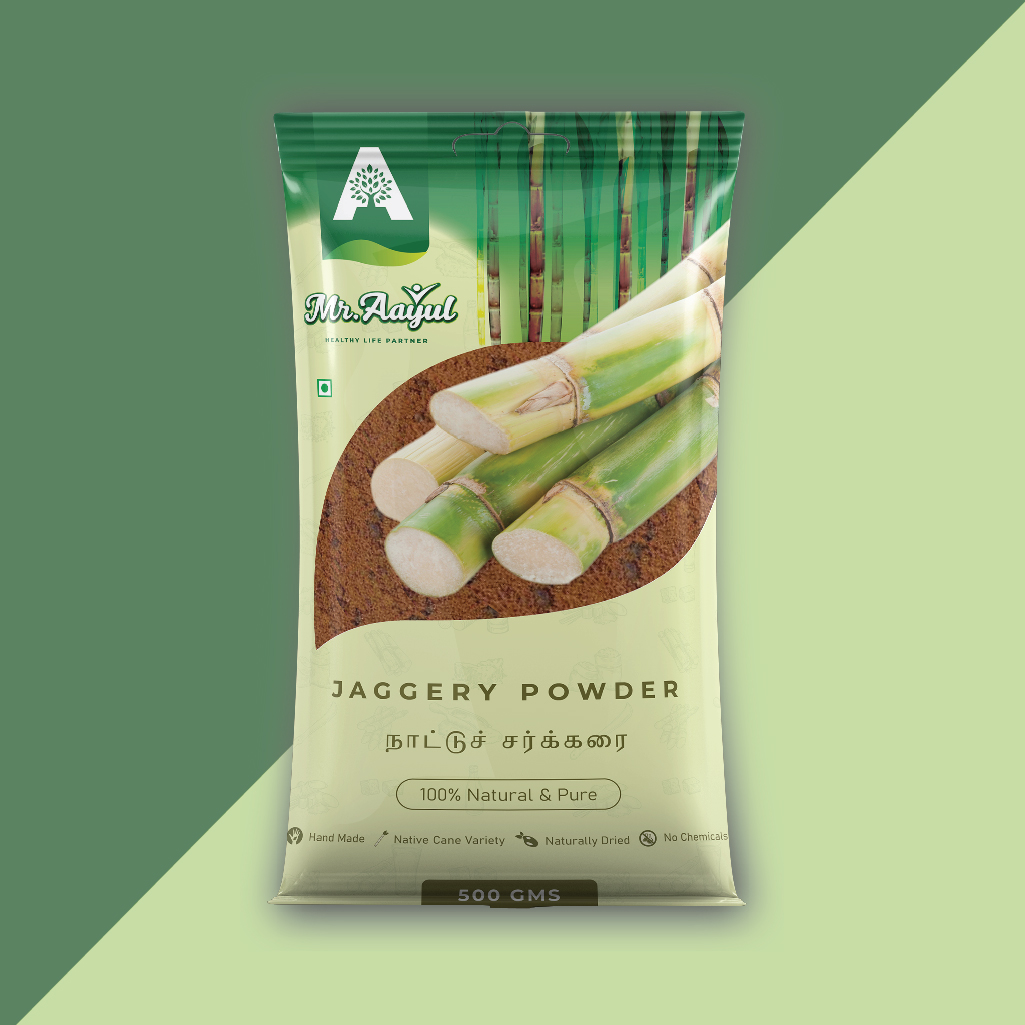 A
Mr. Aayul
HEALTHY LIFE PARTNER
JAGGERY POWDER
நாட்டுச் சர்க்கரை
100% Natural & Pure
Hand Made Native Cane Variety Naturally Dried No Chemicals
500 GMS